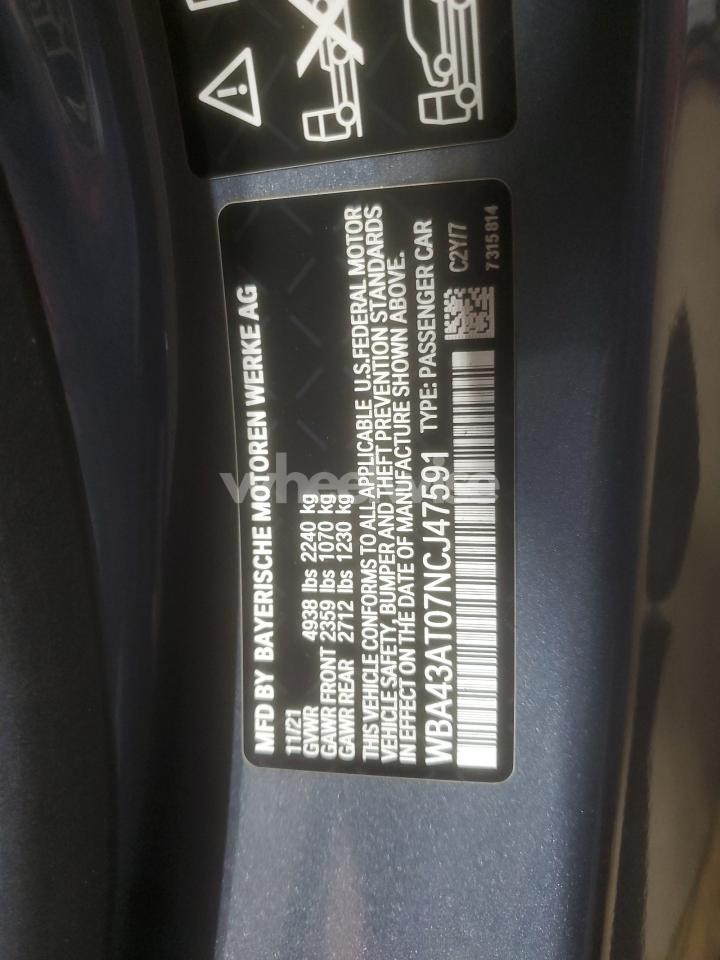 MFD BY BAYERISCHE MOTOREN WERKE AG
11/21
GVWR 4938 lbs 2240 kg
GAWR FRONT 2359 lbs 1070 kg
GAWR REAR 2712 lbs 1230 kg
THIS VEHICLE CONFORMS TO ALL APPLICABLE U.S.FEDERAL MOTOR
VEHICLE SAFETY, BUMPER AND THEFT PREVENTION STANDARDS
IN EFFECT ON THE DATE OF MANUFACTURE SHOWN ABOVE.
WBA43AT07NCJ47591 TYPE: PASSENGER CAR
C2YI7
7315814